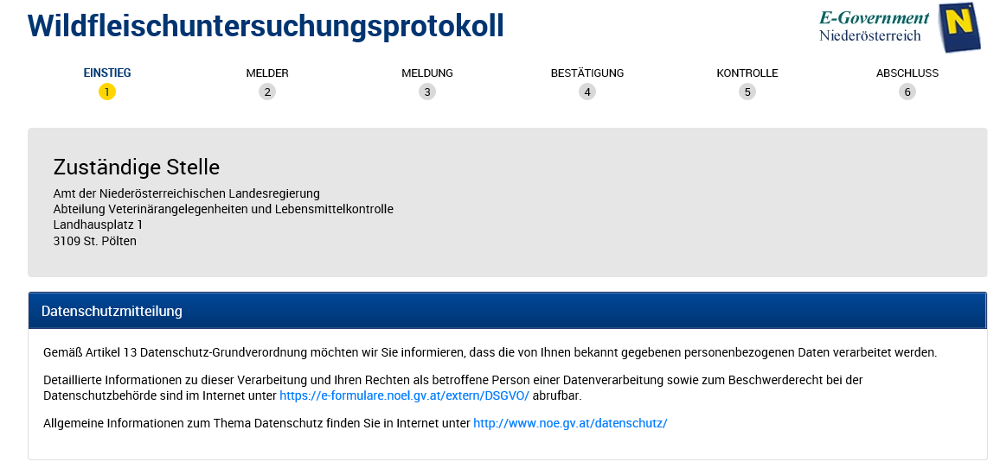 Wildfleischuntersuchungsprotokoll
E-Government
Niederösterreich
N
EINSTIEG
1
MELDER
2
MELDUNG
3
BESTÄTIGUNG
4
KONTROLLE
5
ABSCHLUSS
6
Zuständige Stelle
Amt der Niederösterreichischen Landesregierung
Abteilung Veterinärangelegenheiten und Lebensmittelkontrolle
Landhausplatz 1
3109 St. Pölten
Datenschutzmitteilung
Gemäß Artikel 13 Datenschutz-Grundverordnung möchten wir Sie informieren, dass die von Ihnen bekannt gegebenen personenbezogenen Daten verarbeitet werden.
Detaillierte Informationen zu dieser Verarbeitung und Ihren Rechten als betroffene Person einer Datenverarbeitung sowie zum Beschwerderecht bei der
Datenschutzbehörde sind im Internet unter https://e-formulare.noel.gv.at/extern/DSGVO/ abrufbar.
Allgemeine Informationen zum Thema Datenschutz finden Sie in Internet unter http://www.noe.gv.at/datenschutz/